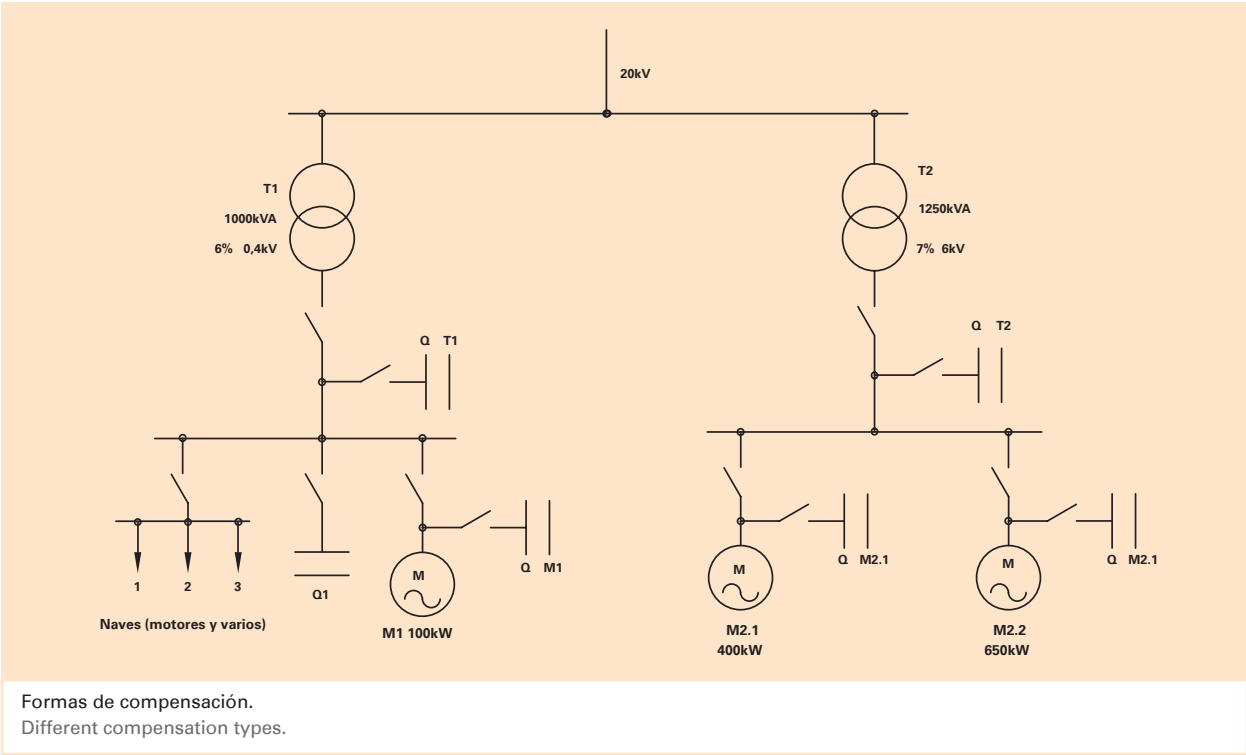 20kV
T1
1000kVA
6% 0,4kV
T2
1250kVA
7% 6kV
Q T1
Q T2
1 2 3
Naves (motores y varios)
Q1
M
M1 100kW
Q M1
M
Q M2.1
M2.1
400kW
M
Q M2.1
M2.2
650kW
Formas de compensación.
Different compensation types.